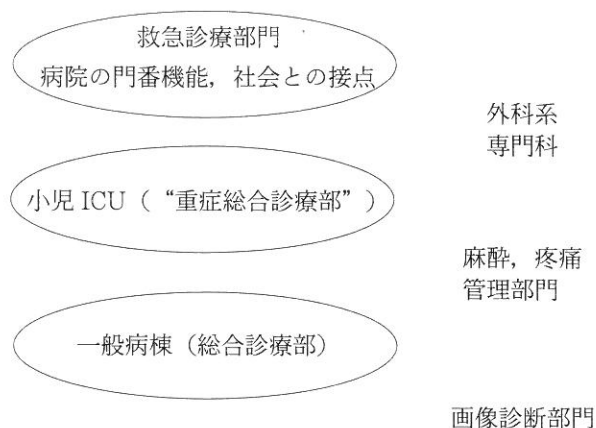 救急診療部門
病院の門番機能，社会との接点
外科系
専門科
小児 ICU（“重症総合診療部”）
麻酔，疼痛
管理部門
一般病棟（総合診療部）
画像診断部門